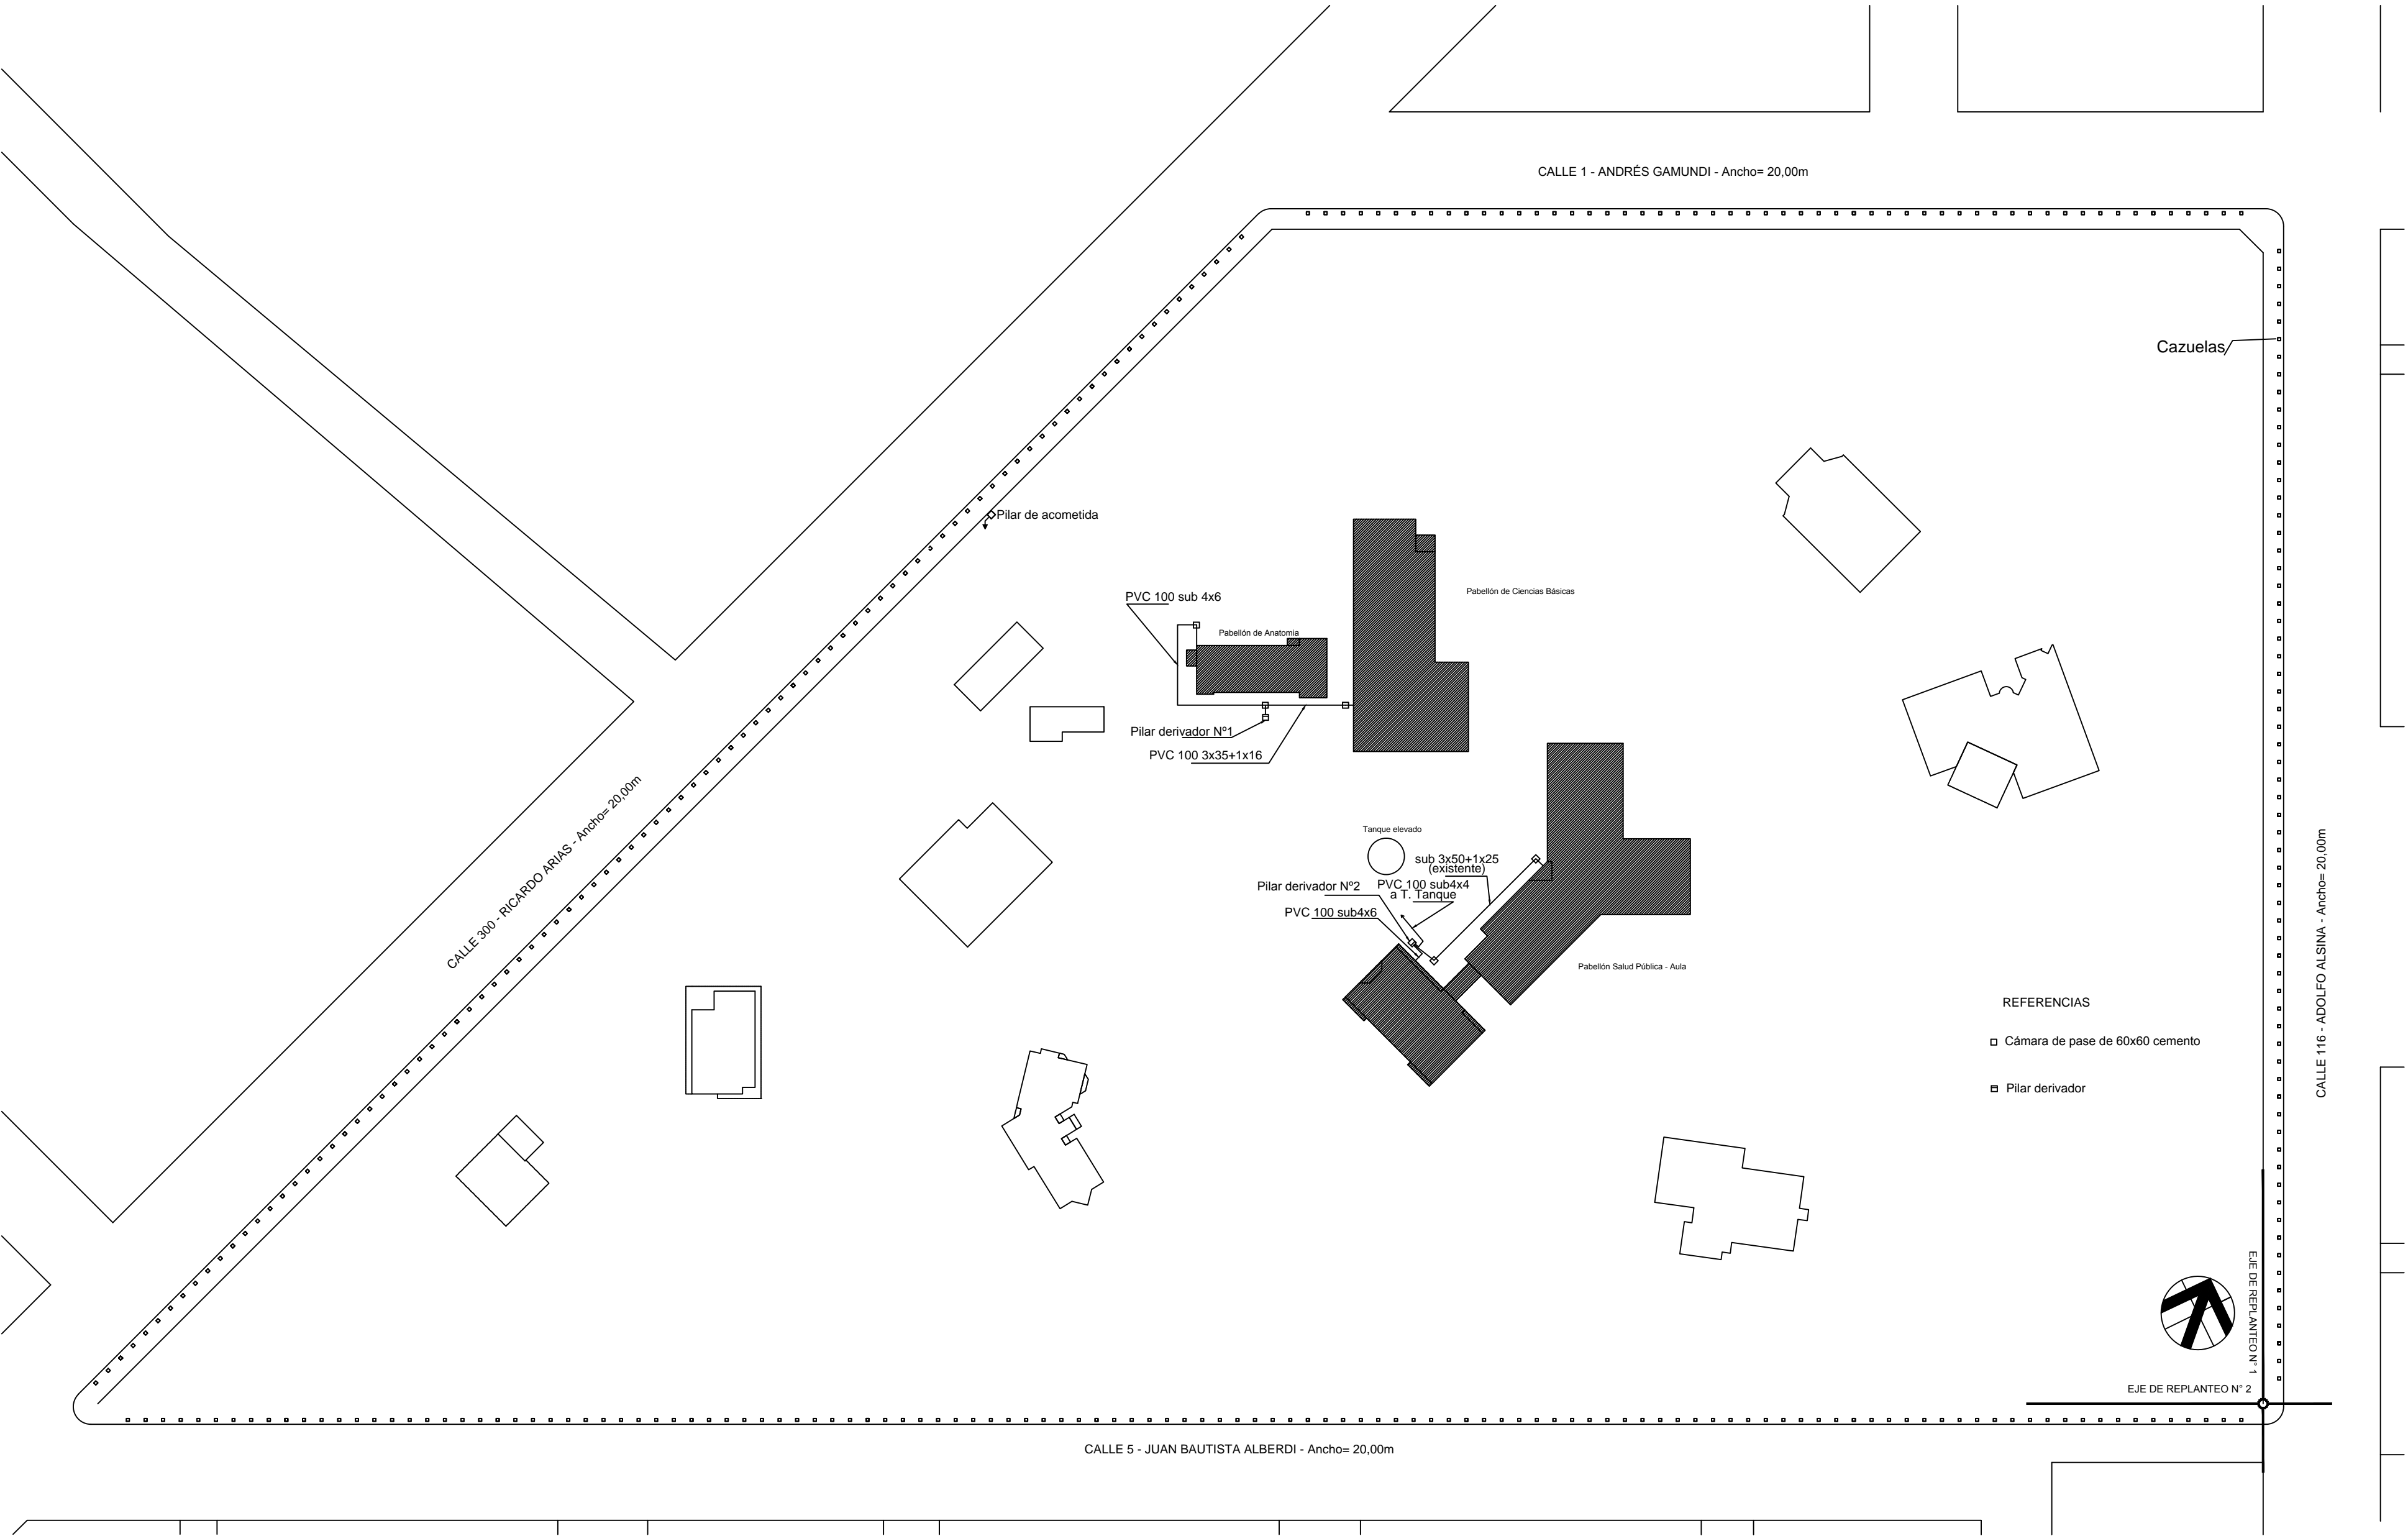 CALLE 1 - ANDRÉS GAMUNDI - Ancho= 20,00m
Cazuelas
Pilar de acometida
PVC 100 sub 4x6
Pabellón de Ciencias Básicas
Pabellón de Anatomia
Pilar derivador Nº1
PVC 100 3x35+1x16
CALLE 300 - RICARDO ARIAS - Ancho= 20,00m
Tanque elevado
sub 3x50+1x25
(existente)
Pilar derivador Nº2
PVC 100 sub4x4
a T. Tanque
PVC 100 sub4x6
Pabellón Salud Pública - Aula
CALLE 116 - ADOLFO ALSINA - Ancho= 20,00m
REFERENCIAS
Cámara de pase de 60x60 cemento
Pilar derivador
EJE DE REPLANTEO N° 1
EJE DE REPLANTEO N° 2
CALLE 5 - JUAN BAUTISTA ALBERDI - Ancho= 20,00m